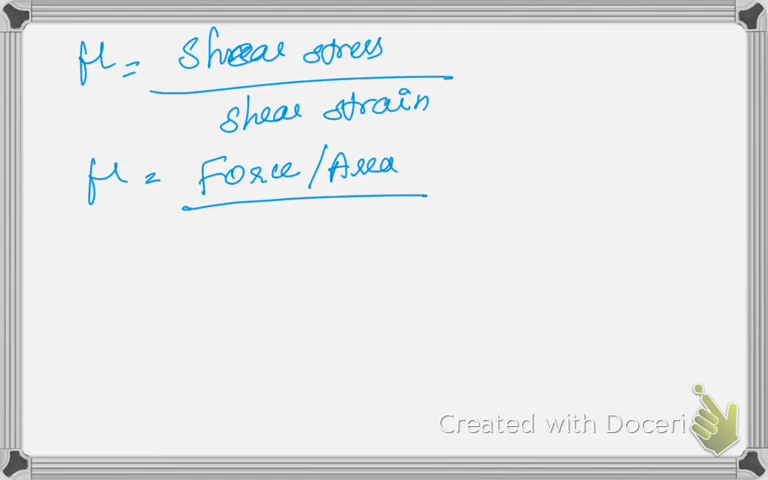 μ = Shear stress
shear strain
μ = Force/Area
Created with Doceri